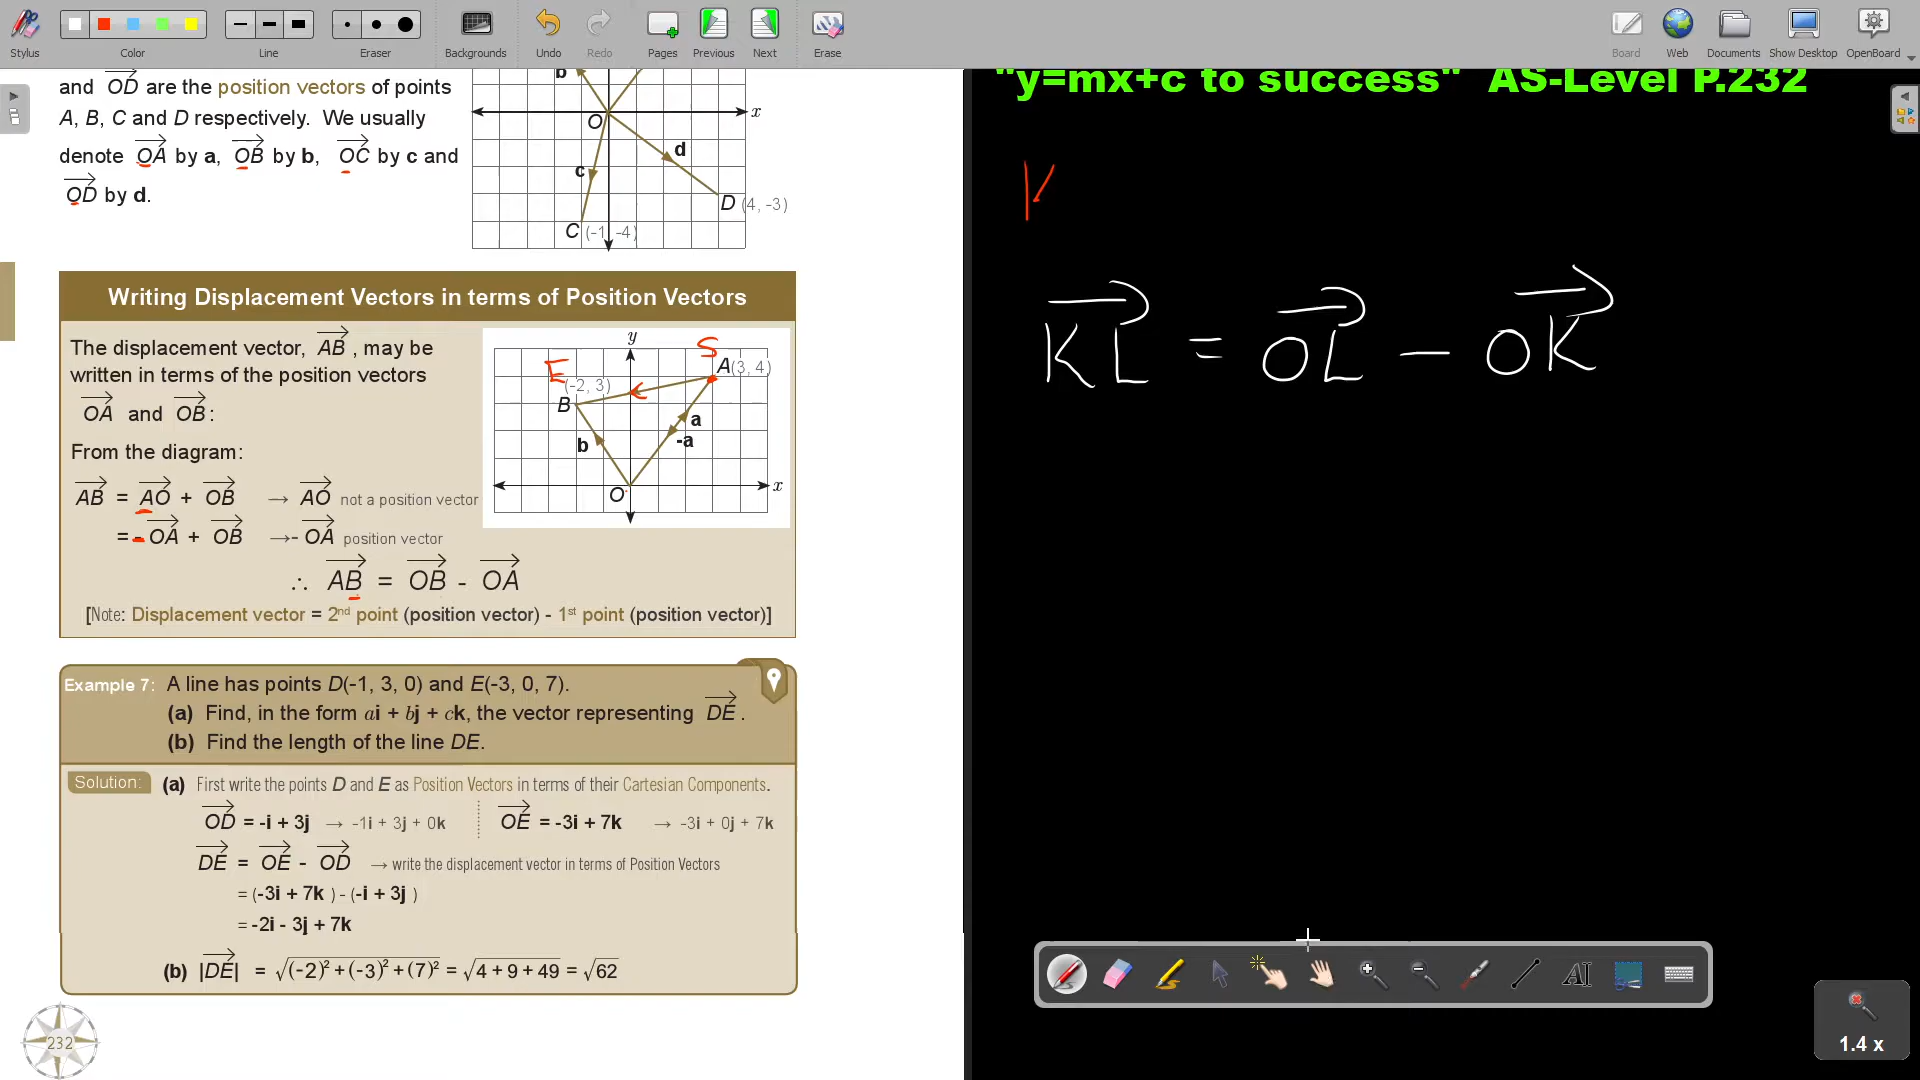 Stylus Color Line Eraser Backgrounds Undo Redo Pages Previous Next Erase Board Web Documents Show Desktop OpenBoard
and OD are the position vectors of points
A, B, C and D respectively. We usually
denote OA by a, OB by b, OC by c and
OD by d.
b
x
O
d
c
D (4, -3)
C (-1, -4)
Writing Displacement Vectors in terms of Position Vectors
The displacement vector, AB, may be
written in terms of the position vectors
OA and OB:
From the diagram:
AB = AO + OB → AO not a position vector
= - OA + OB →- OA position vector
∴ AB = OB - OA
[Note: Displacement vector = 2nd point (position vector) - 1st point (position vector)]
y
S
E
A(3, 4)
(-2, 3)
B
a
b
-a
O
x
Example 7: A line has points D(-1, 3, 0) and E(-3, 0, 7).
(a) Find, in the form ai + bj + ck, the vector representing DE.
(b) Find the length of the line DE.
Solution: (a) First write the points D and E as Position Vectors in terms of their Cartesian Components.
OD = -i + 3j → -1i + 3j + 0k OE = -3i + 7k → -3i + 0j + 7k
DE = OE - OD → write the displacement vector in terms of Position Vectors
= (-3i + 7k ) - (-i + 3j )
= -2i - 3j + 7k
(b) |DE| = √(-2)²+(-3)²+(7)² = √4+9+49 = √62
232
"y=mx+c to success" AS-Level P.232
KL = OL - OK
AI
1.4 x